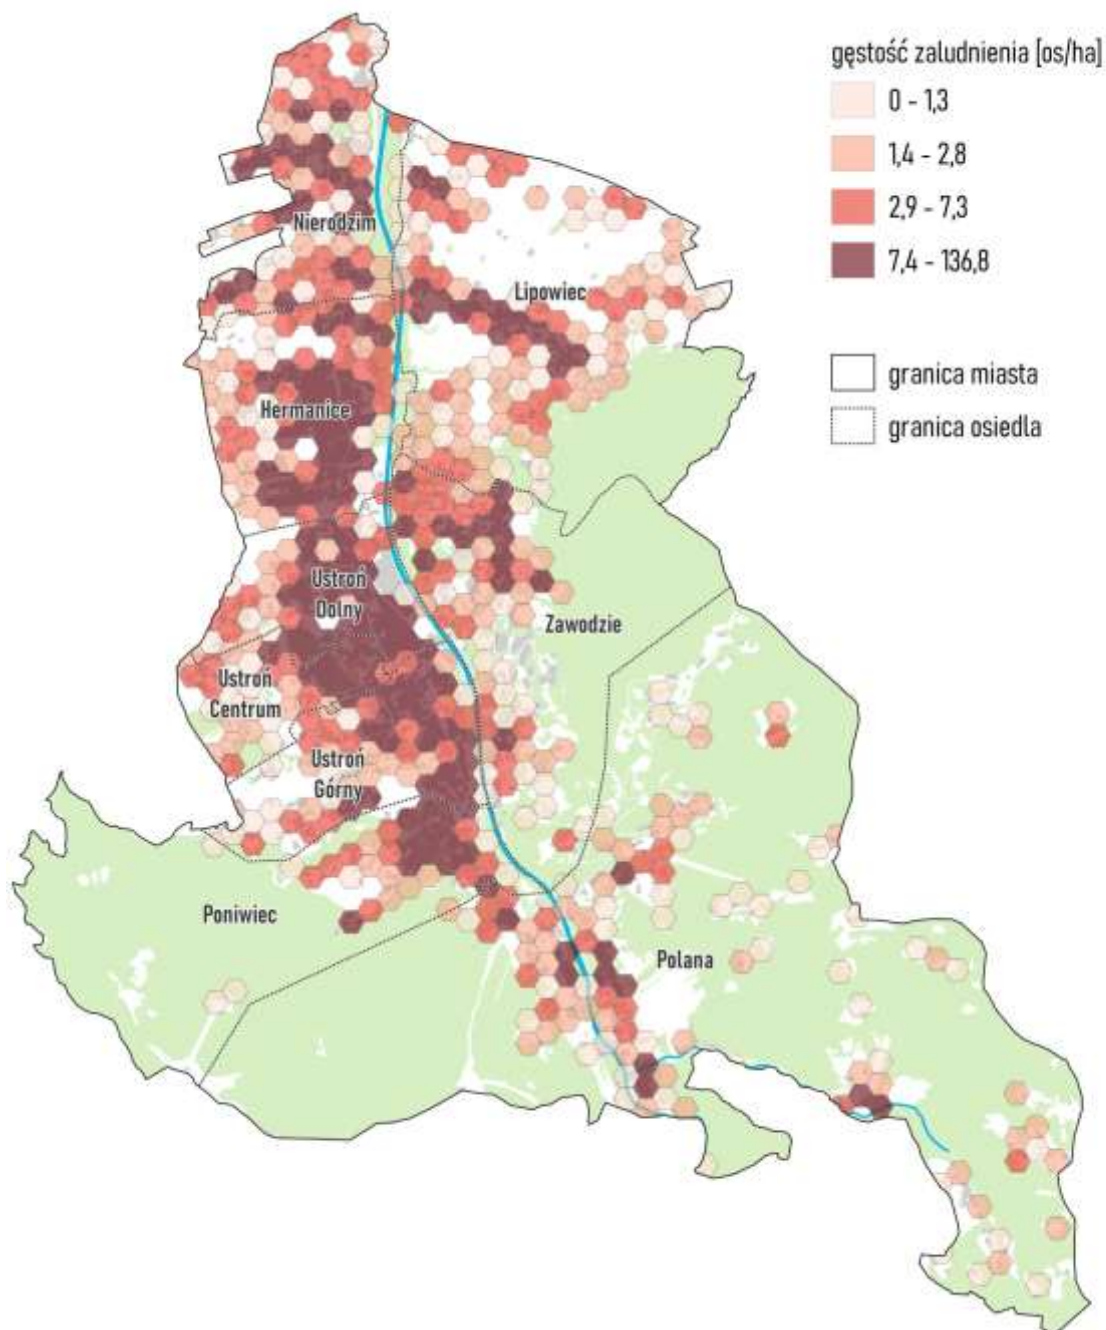 gęstość zaludnienia [os/ha]
0 - 1,3
1,4 - 2,8
2,9 - 7,3
7,4 - 136,8
granica miasta
granica osiedla
Nierodzim
Lipowiec
Hermanice
Ustroń
Dolny
Zawodzie
Ustroń
Centrum
Ustroń
Górny
Poniwiec
Polana